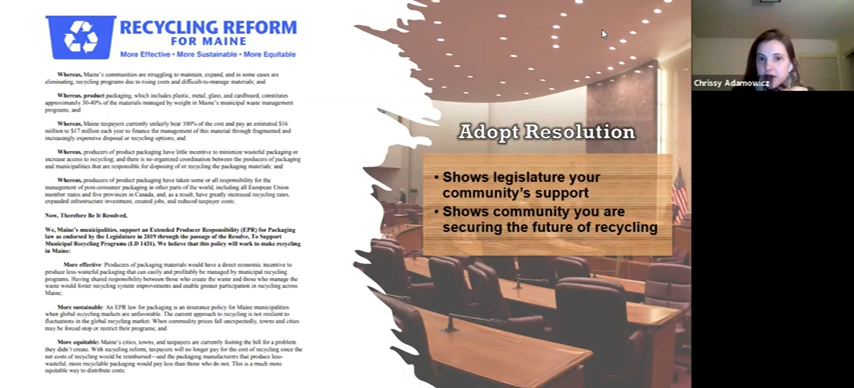 RECYCLING REFORM
FOR MAINE
More Effective • More Sustainable • More Equitable
Whereas, Maine's communities are struggling to maintain, expand, and in some cases are
eliminating, recycling programs due to rising costs and difficult-to-manage materials; and
Whereas, product packaging, which includes plastic, metal, glass, and cardboard, constitutes
approximately 30-40% of the materials managed by weight in Maine's municipal waste management
programs; and
Whereas, Maine taxpayers currently unfairly bear 100% of the cost and pay an estimated $16
million to $17 million each year to finance the management of this material through fragmented and
increasingly expensive disposal or recycling options; and
Whereas, producers of product packaging have little incentive to minimize wasteful packaging or
increase access to recycling; and there is no organized coordination between the producers of packaging
and municipalities that are responsible for disposing of or recycling the packaging materials; and
Whereas, producers of product packaging have taken some or all responsibility for the
management of post-consumer packaging in other parts of the world, including all European Union
member states and five provinces in Canada, and, as a result, have greatly increased recycling rates,
expanded infrastructure investment, created jobs, and reduced taxpayer costs;
Now, Therefore Be It Resolved,
We, Maine's municipalities, support an Extended Producer Responsibility (EPR) for Packaging
law as endorsed by the Legislature in 2019 through the passage of the Resolve, To Support
Municipal Recycling Programs (LD 1431). We believe that this policy will work to make recycling
in Maine:
More effective: Producers of packaging materials would have a direct economic incentive to
produce less-wasteful packaging that can easily and profitably be managed by municipal recycling
programs. Having shared responsibility between those who create the waste and those who manage the
waste would foster recycling system improvements and enable greater participation in recycling across
Maine;
More sustainable: An EPR law for packaging is an insurance policy for Maine municipalities
when global recycling markets are unfavorable. The current approach to recycling is not resilient to
fluctuations in the global recycling market. When commodity prices fall unexpectedly, towns and cities
may be forced stop or restrict their programs; and
More equitable: Maine's cities, towns, and taxpayers are currently footing the bill for a problem
they didn't create. With recycling reform, taxpayers will no longer pay for the cost of recycling since the
net costs of recycling would be reimbursed—and the packaging manufacturers that produce less-
wasteful, more recyclable packaging would pay less than those who do not. This is a much more
equitable way to distribute costs.
Adopt Resolution
• Shows legislature your
community's support
• Shows community you are
securing the future of recycling
Chrissy Adamowicz